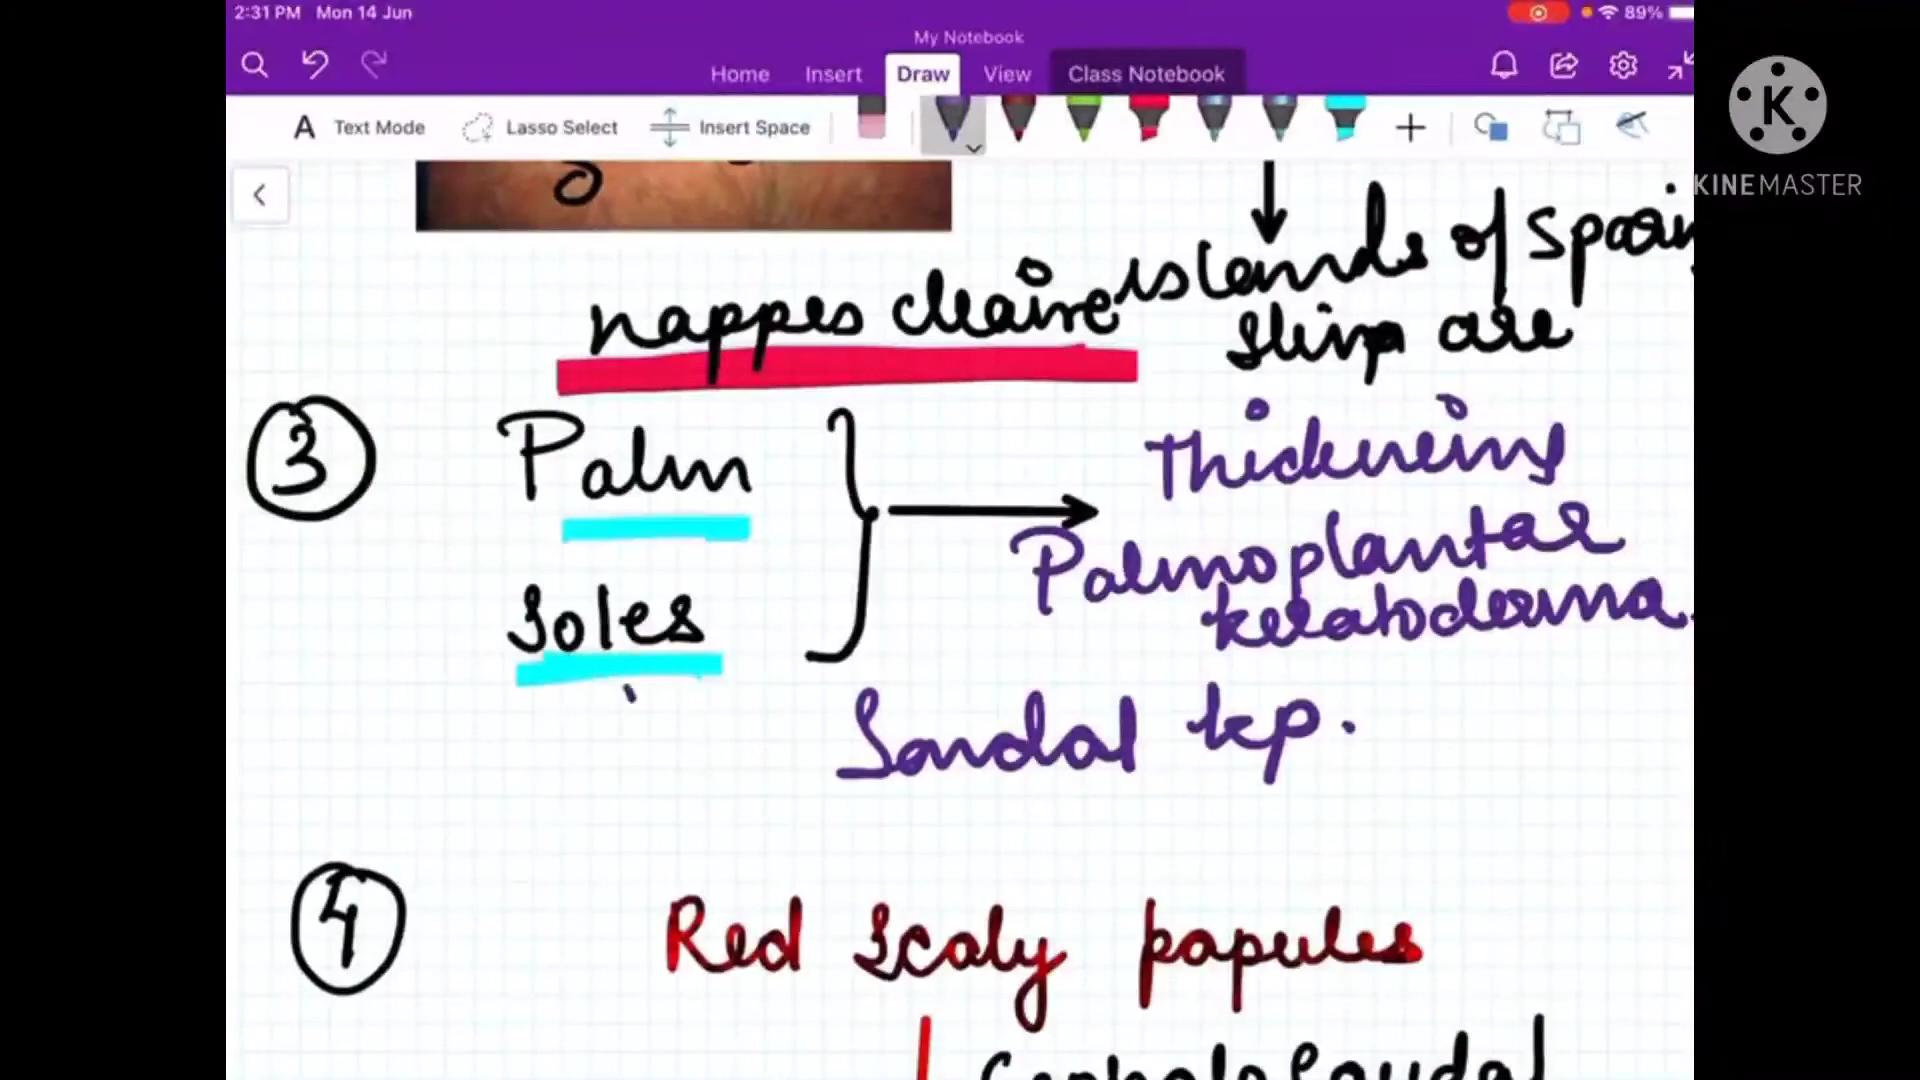 2:31 PM Mon 14 Jun
89%
My Notebook
Home Insert Draw View Class Notebook
A Text Mode Lasso Select Insert Space
K
KINEMASTER
islands of
nappes claire
are
3
Palm
Thickening
Palmoplantar
keratoderma.
Soles
Sandal kp.
4
Red Scaly papules